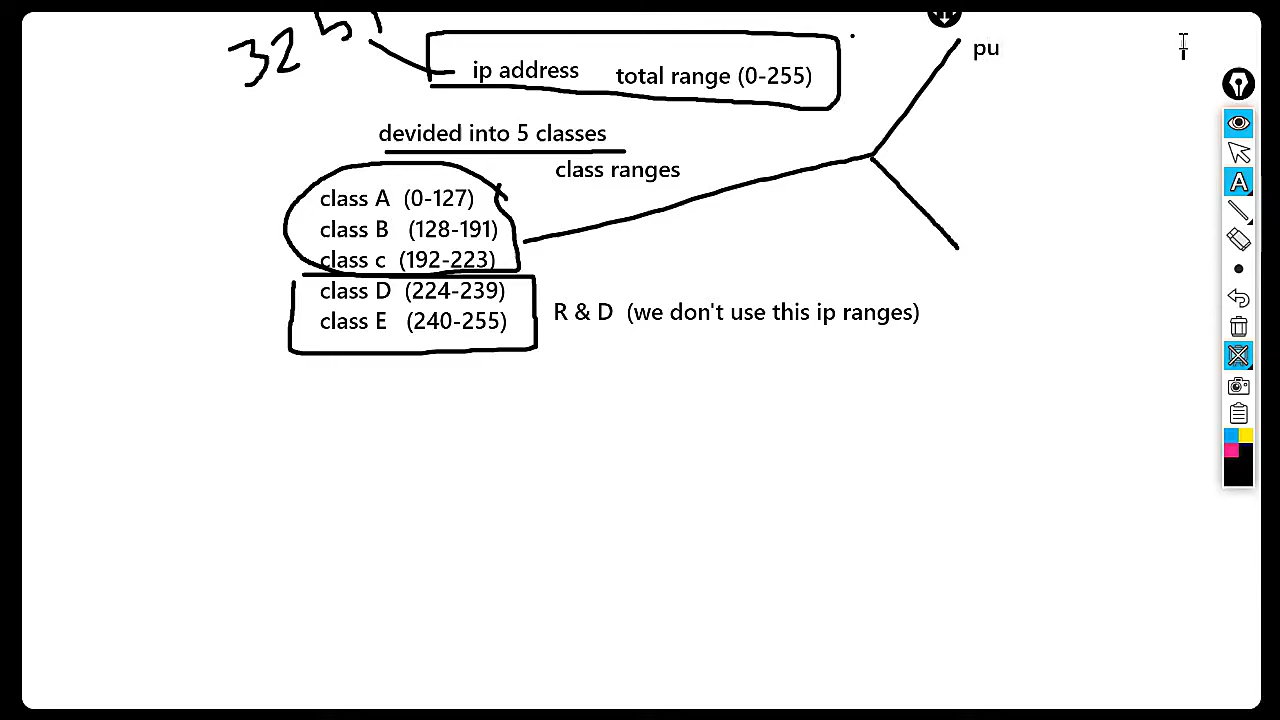 32
ip address total range (0-255)
pu
devided into 5 classes
class ranges
class A (0-127)
class B (128-191)
class c (192-223)
class D (224-239)
class E (240-255)
R & D (we don't use this ip ranges)